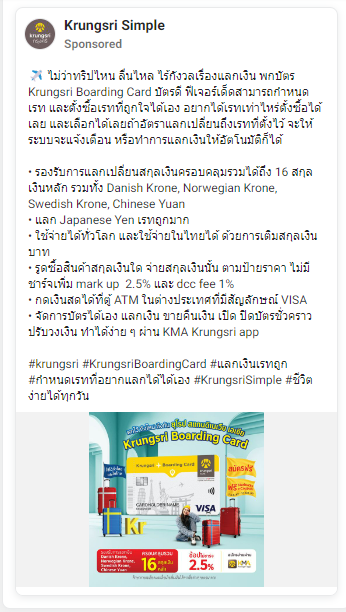 Krungsri Simple
Sponsored
✈️ ไม่ว่าทริปไหน ลื่นไหล ไร้กังวลเรื่องแลกเงิน พกบัตร
Krungsri Boarding Card บัตรดี ฟีเจอร์เด็ดสามารถกำหนด
เรท และตั้งซื้อเรทที่ถูกใจได้เอง อยากได้เรทเท่าไหร่ตั้งซื้อได้
เลย และเลือกได้เลยถ้าอัตราแลกเปลี่ยนถึงเรทที่ตั้งไว้ จะให้
ระบบจะแจ้งเตือน หรือทำการแลกเงินให้อัตโนมัติก็ได้
• รองรับการแลกเปลี่ยนสกุลเงินครอบคลุมรวมได้ถึง 16 สกุล
เงินหลัก รวมทั้ง Danish Krone, Norwegian Krone,
Swedish Krone, Chinese Yuan
• แลก Japanese Yen เรทถูกมาก
• ใช้จ่ายได้ทั่วโลก และใช้จ่ายในไทยได้ ด้วยการเติมสกุลเงิน
บาท
• รูดซื้อสินค้าสกุลเงินใด จ่ายสกุลเงินนั้น ตามป้ายราคา ไม่มี
ชาร์จเพิ่ม mark up  2.5% และ dcc fee 1%
• กดเงินสดได้ที่ตู้ ATM ในต่างประเทศที่มีสัญลักษณ์ VISA
• จัดการบัตรได้เอง แลกเงิน ขายคืนเงิน เปิด ปิดบัตรชั่วคราว
ปรับวงเงิน ทำได้ง่าย ๆ ผ่าน KMA Krungsri app
#krungsri #KrungsriBoardingCard #แลกเงินเรทถูก
#กำหนดเรทที่อยากแลกได้ได้เอง #KrungsriSimple #ชีวิต
ง่ายได้ทุกวัน
Krungsri Boarding Card
Krungsri Boarding Card
CARDHOLDER NAME
VISA
Kr
Danish Krone,
Norwegian Krone,
Swedish Krone,
Chinese Yuan
16
2.5%